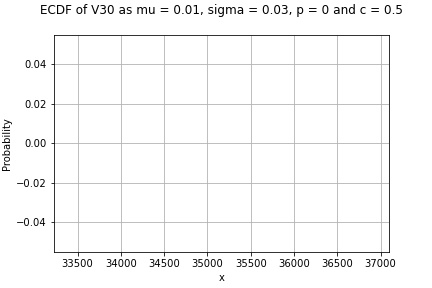 ECDF of V30 as mu = 0.01, sigma = 0.03, p = 0 and c = 0.5
0.04
0.02
0.00
−0.02
−0.04
Probability
33500 34000 34500 35000 35500 36000 36500 37000
x